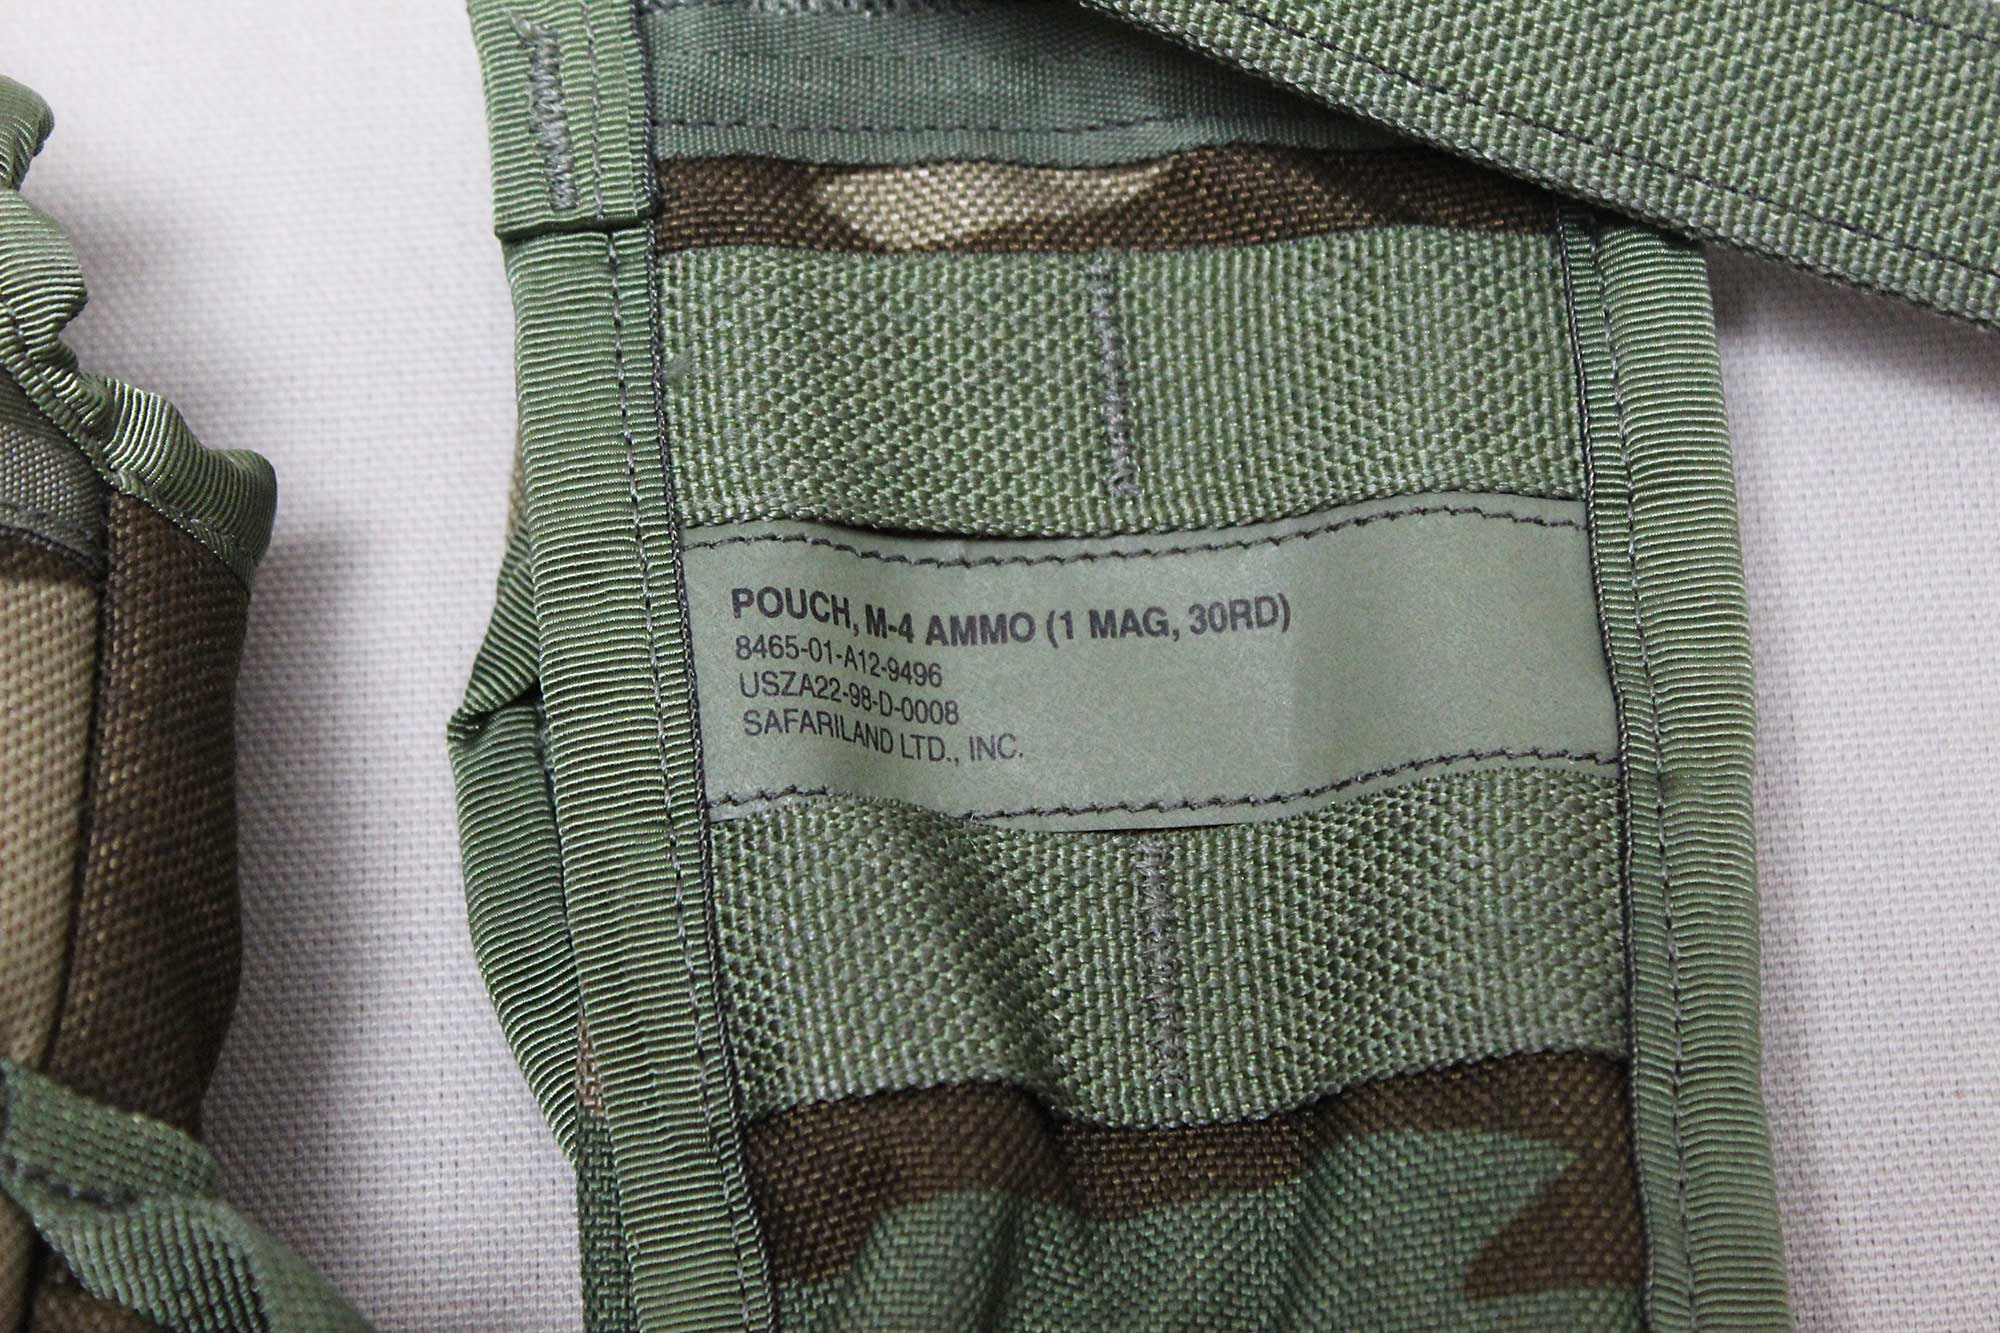 POUCH, M-4 AMMO (1 MAG, 30RD)
8465-01-A12-9496
USZA22-98-D-0008
SAFARILAND LTD., INC.